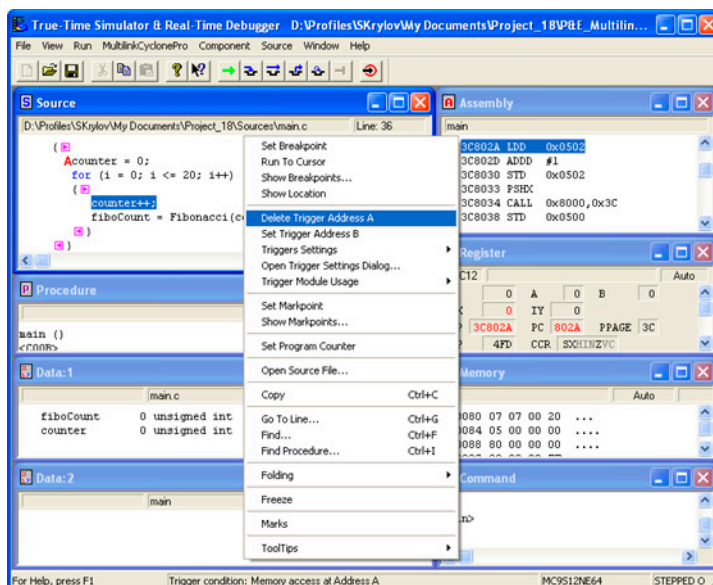 True-Time Simulator & Real-Time Debugger D:\Profiles\SKrylov\My Documents\Project_18\P&E_Multilin...
File View Run MultilinkCyclonePro Component Source Window Help
Source
D:\Profiles\SKrylov\My Documents\Project_18\Sources\main.c Line: 36
{
Acounter = 0;
for (i = 0; i <= 20; i++)
{
counter++;
fiboCount = Fibonacci(co
}
}
Set Breakpoint
Run To Cursor
Show Breakpoints...
Show Location
Delete Trigger Address A
Set Trigger Address B
Triggers Settings
Open Trigger Settings Dialog...
Trigger Module Usage
Set Markpoint
Show Markpoints...
Set Program Counter
Open Source File...
Copy Ctrl+C
Go To Line... Ctrl+G
Find... Ctrl+F
Find Procedure... Ctrl+I
Folding
Freeze
Marks
ToolTips
Assembly
main
3C802A LDD 0x0502
3C802D ADDD #1
3C8030 STD 0x0502
3C8033 PSHX
3C8034 CALL 0x8000,0x3C
3C8038 STD 0x0500
Register
C12 Auto
0 A 0 B 0
0 IY 0
3C802A PC 802A PPAGE 3C
4FD CCR SXHINZVC
Procedure
main ()
Data:1
main.c
fiboCount 0 unsigned int
counter 0 unsigned int
Memory
Auto
0080 07 07 00 20 ...
0084 05 00 00 00 ....
0088 80 00 00 00 ....
Data:2
main
Command
in>
For Help, press F1 Trigger condition: Memory access at Address A MC9S12NE64 STEPPED O